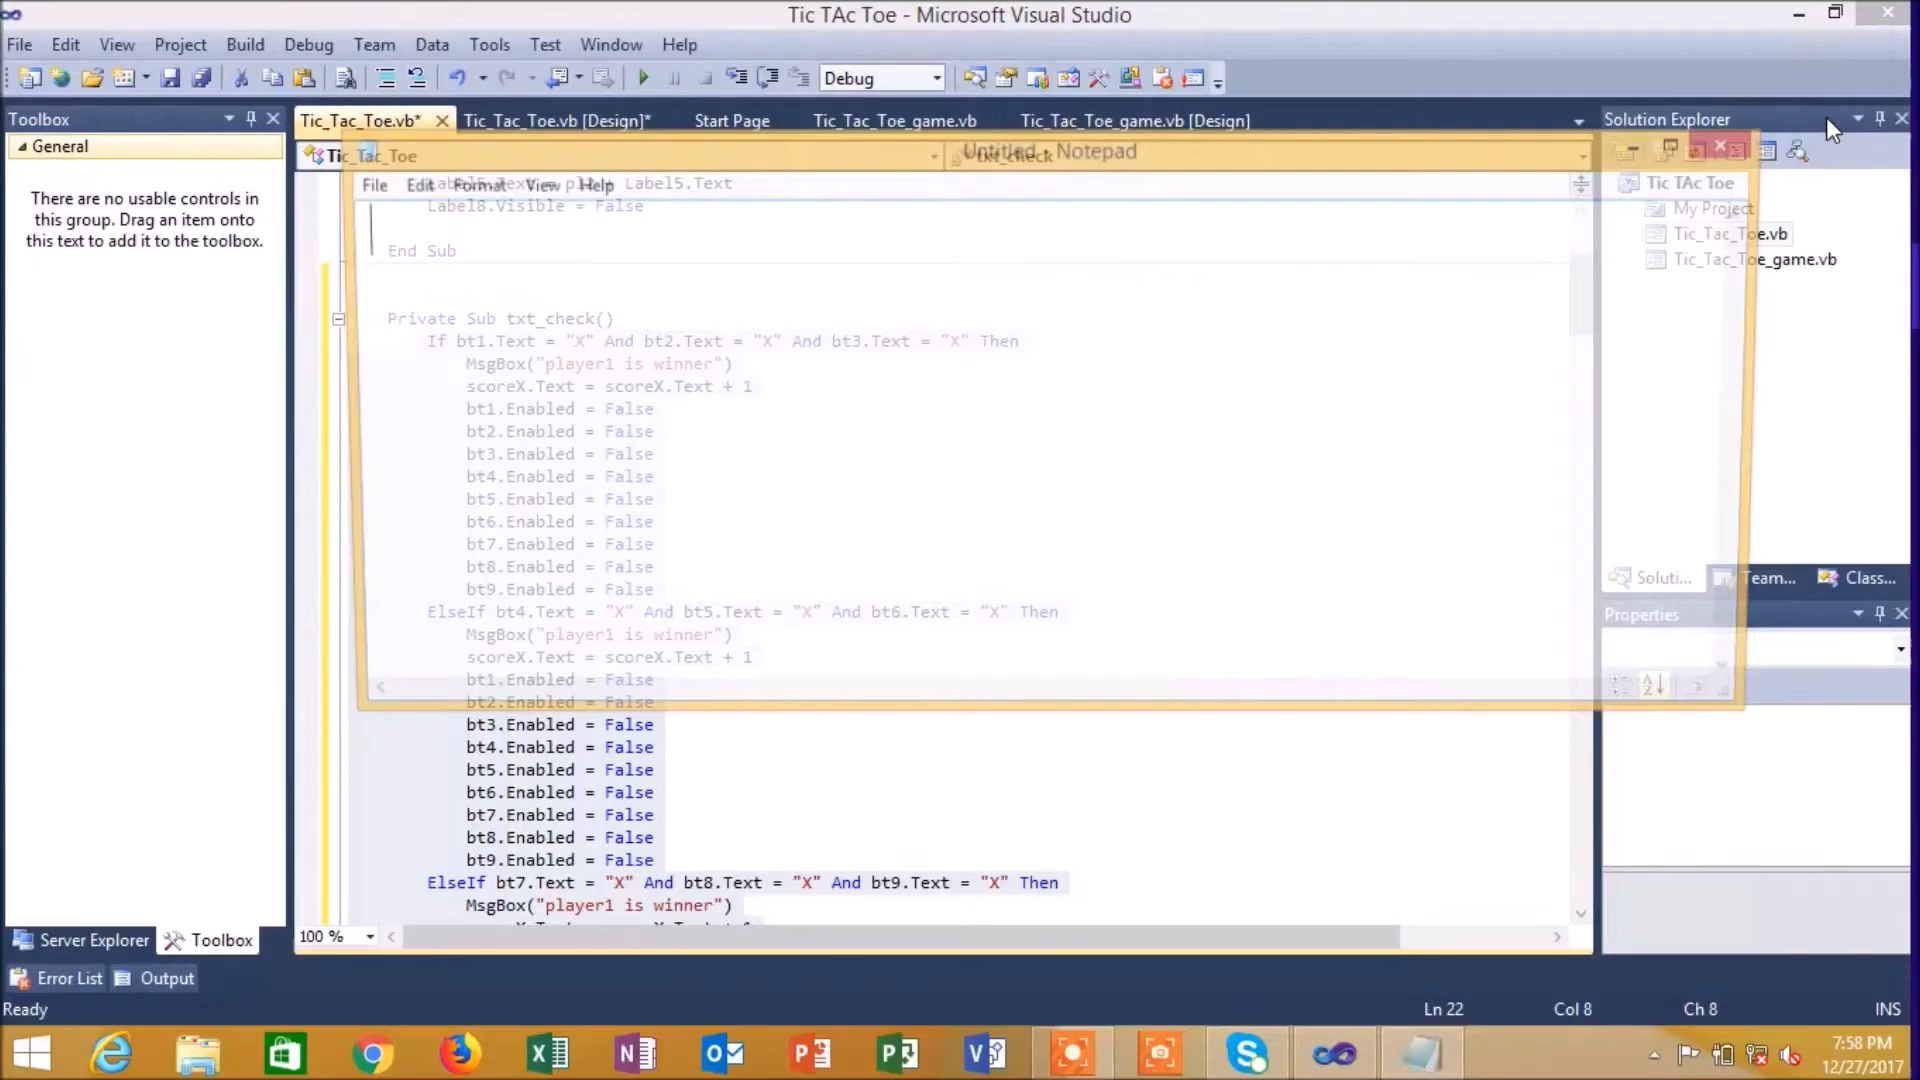 Tic TAc Toe - Microsoft Visual Studio
File Edit View Project Build Debug Team Data Tools Test Window Help
Debug
Toolbox
General
There are no usable controls in
this group. Drag an item onto
this text to add it to the toolbox.
Tic_Tac_Toe.vb* Tic_Tac_Toe.vb [Design]* Start Page Tic_Tac_Toe_game.vb Tic_Tac_Toe_game.vb [Design]
Tic_Tac_Toe txt_check
Untitled - Notepad
File Edit Format View Help
Label5.Text = pl2 Label5.Text
Label8.Visible = False
End Sub
Private Sub txt_check()
If bt1.Text = "X" And bt2.Text = "X" And bt3.Text = "X" Then
MsgBox("player1 is winner")
scoreX.Text = scoreX.Text + 1
bt1.Enabled = False
bt2.Enabled = False
bt3.Enabled = False
bt4.Enabled = False
bt5.Enabled = False
bt6.Enabled = False
bt7.Enabled = False
bt8.Enabled = False
bt9.Enabled = False
ElseIf bt4.Text = "X" And bt5.Text = "X" And bt6.Text = "X" Then
MsgBox("player1 is winner")
scoreX.Text = scoreX.Text + 1
bt1.Enabled = False
bt2.Enabled = False
bt3.Enabled = False
bt4.Enabled = False
bt5.Enabled = False
bt6.Enabled = False
bt7.Enabled = False
bt8.Enabled = False
bt9.Enabled = False
ElseIf bt7.Text = "X" And bt8.Text = "X" And bt9.Text = "X" Then
MsgBox("player1 is winner")
100 %
Solution Explorer
Tic TAc Toe
My Project
Tic_Tac_Toe.vb
Tic_Tac_Toe_game.vb
Soluti... Team... Class...
Properties
Server Explorer Toolbox
Error List Output
Ready Ln 22 Col 8 Ch 8 INS
7:58 PM
12/27/2017